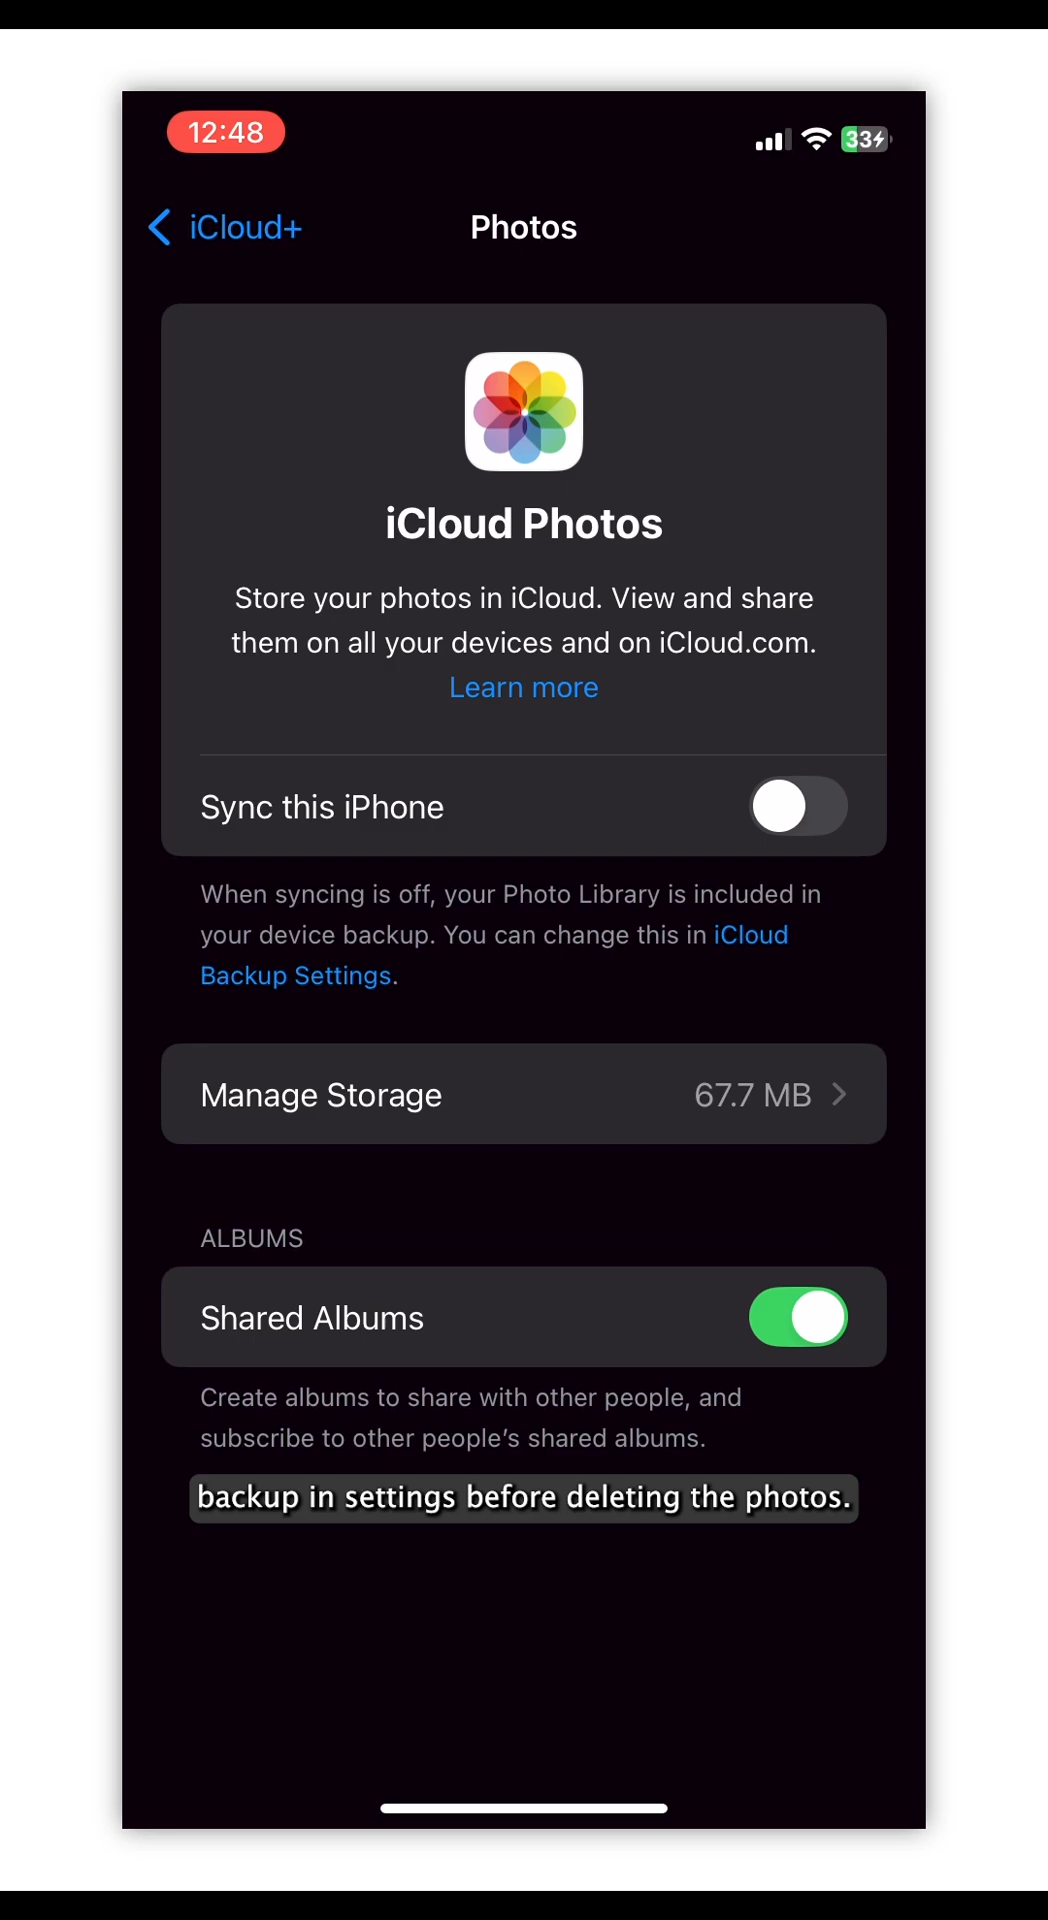 12:48
33
iCloud+
Photos
iCloud Photos
Store your photos in iCloud. View and share
them on all your devices and on iCloud.com.
Learn more
Sync this iPhone
When syncing is off, your Photo Library is included in
your device backup. You can change this in iCloud
Backup Settings.
Manage Storage 67.7 MB
ALBUMS
Shared Albums
Create albums to share with other people, and
subscribe to other people’s shared albums.
backup in settings before deleting the photos.